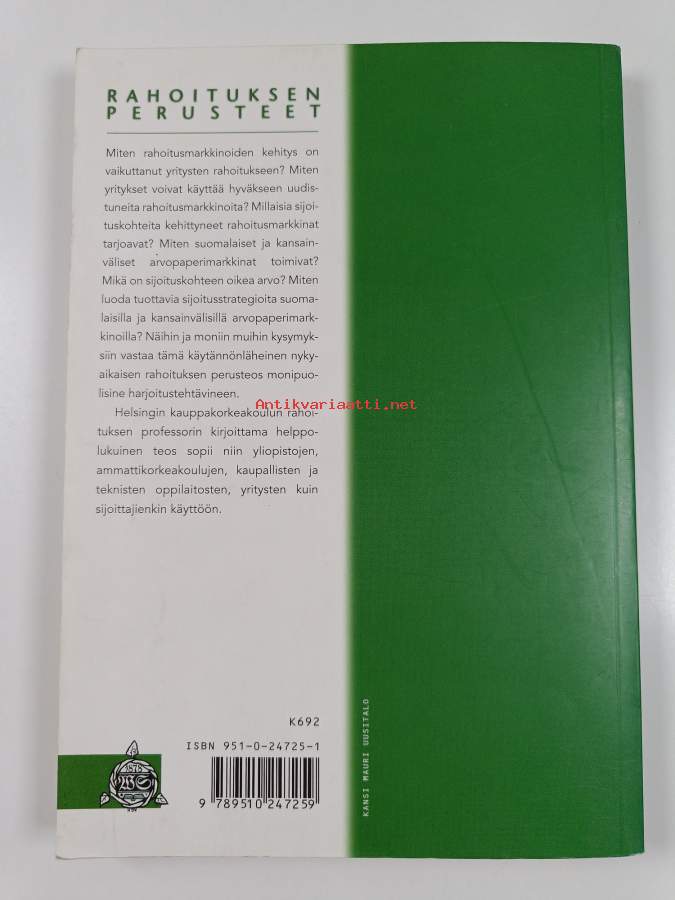 RAHOITUKSEN
PERUSTEET
Miten rahoitusmarkkinoiden kehitys on
vaikuttanut yritysten rahoitukseen? Miten
yritykset voivat käyttää hyväkseen uudis-
tuneita rahoitusmarkkinoita? Millaisia sijoi-
tuskohteita kehittyneet rahoitusmarkkinat
tarjoavat? Miten suomalaiset ja kansain-
väliset arvopaperimarkkinat toimivat?
Mikä on sijoituskohteen oikea arvo? Miten
luoda tuottavia sijoitusstrategioita suoma-
laisilla ja kansainvälisillä arvopaperimark-
kinoilla? Näihin ja moniin muihin kysymyk-
siin vastaa tämä käytännönläheinen nyky-
aikaisen rahoituksen perusteos monipuo-
lisine harjoitustehtävineen.
Antikvariaatti.net
Helsingin kauppakorkeakoulun rahoi-
tuksen professorin kirjoittama helppo-
lukuinen teos sopii niin yliopistojen,
ammattikorkeakoulujen, kaupallisten ja
teknisten oppilaitosten, yritysten kuin
sijoittajienkin käyttöön.
K692
ISBN 951-0-24725-1
9 789510 247259
1878
WS
KANSI MAURI UUSITALO